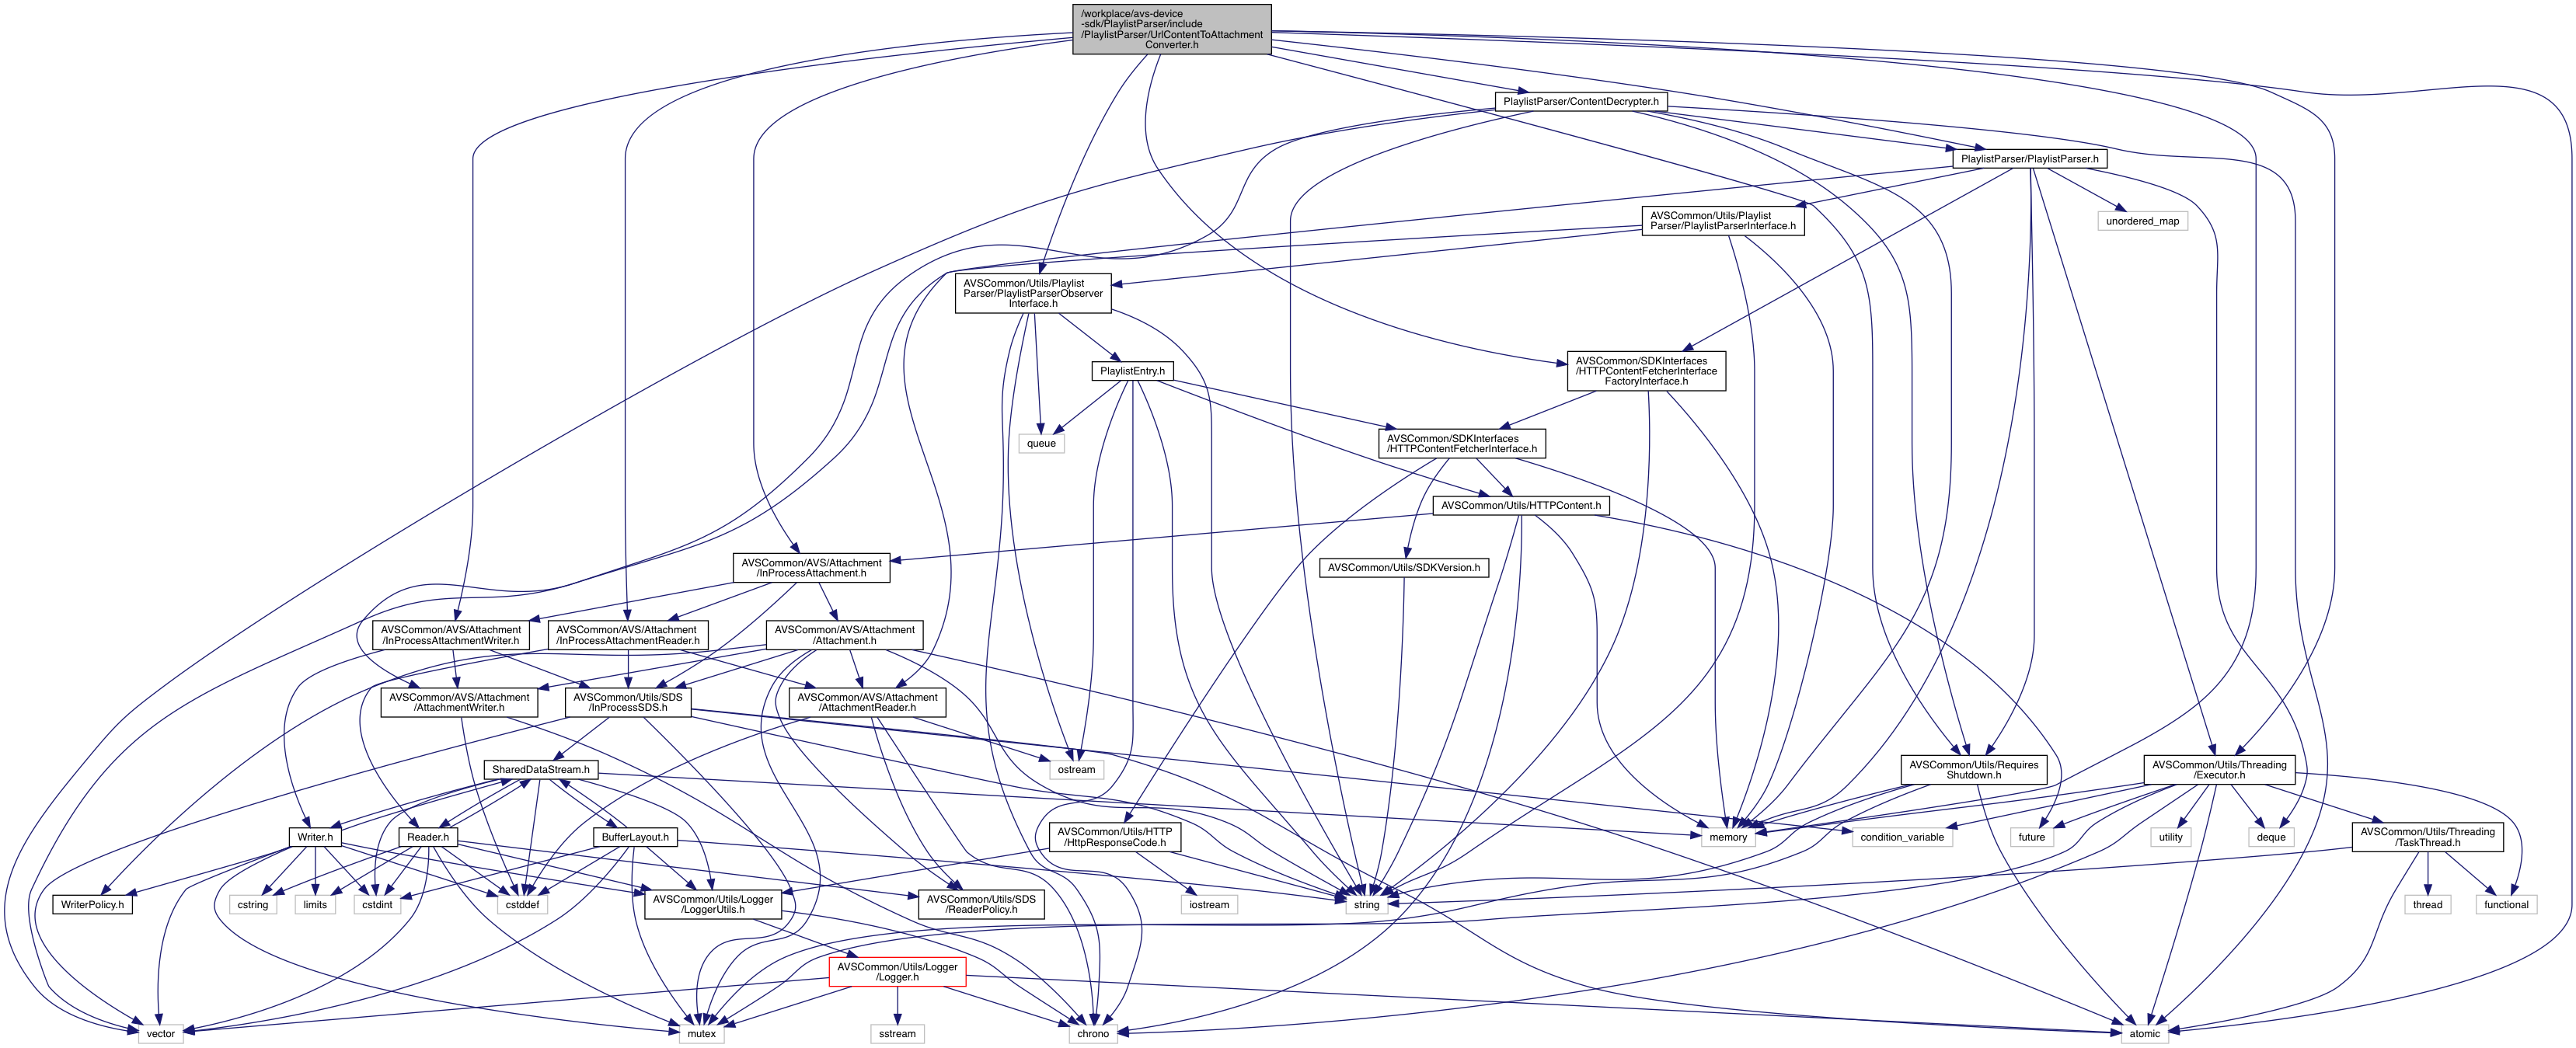 /workplace/avs-device
-sdk/PlaylistParser/include
/PlaylistParser/UrlContentToAttachment
Converter.h
PlaylistParser/ContentDecrypter.h
PlaylistParser/PlaylistParser.h
AVSCommon/Utils/Playlist
Parser/PlaylistParserInterface.h
unordered_map
AVSCommon/Utils/Playlist
Parser/PlaylistParserObserver
Interface.h
PlaylistEntry.h
AVSCommon/SDKInterfaces
/HTTPContentFetcherInterface
FactoryInterface.h
queue
AVSCommon/SDKInterfaces
/HTTPContentFetcherInterface.h
AVSCommon/Utils/HTTPContent.h
AVSCommon/AVS/Attachment
/InProcessAttachment.h
AVSCommon/Utils/SDKVersion.h
AVSCommon/AVS/Attachment
/InProcessAttachmentWriter.h
AVSCommon/AVS/Attachment
/InProcessAttachmentReader.h
AVSCommon/AVS/Attachment
/Attachment.h
AVSCommon/AVS/Attachment
/AttachmentWriter.h
AVSCommon/Utils/SDS
/InProcessSDS.h
AVSCommon/AVS/Attachment
/AttachmentReader.h
SharedDataStream.h
ostream
AVSCommon/Utils/Requires
Shutdown.h
AVSCommon/Utils/Threading
/Executor.h
Writer.h
Reader.h
BufferLayout.h
AVSCommon/Utils/HTTP
/HttpResponseCode.h
memory
condition_variable
future
utility
deque
AVSCommon/Utils/Threading
/TaskThread.h
WriterPolicy.h
cstring
limits
cstdint
cstddef
AVSCommon/Utils/Logger
/LoggerUtils.h
AVSCommon/Utils/SDS
/ReaderPolicy.h
iostream
string
thread
functional
AVSCommon/Utils/Logger
/Logger.h
vector
mutex
sstream
chrono
atomic